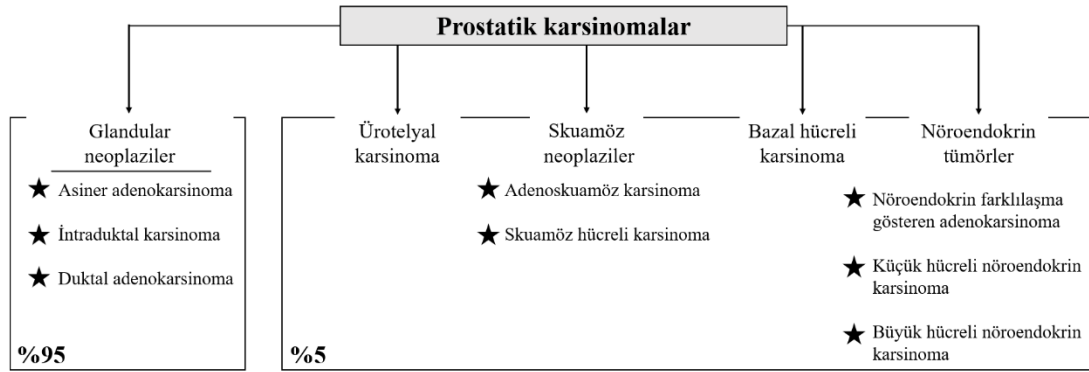 Prostatik karsinomalar
Glandular
neoplaziler
★ Asiner adenokarsinoma
★ İntraduktal karsinoma
★ Duktal adenokarsinoma
%95
Ürotelyal
karsinoma
Skuamöz
neoplaziler
★ Adenoskuamöz karsinoma
★ Skuamöz hücreli karsinoma
Bazal hücreli
karsinoma
Nöroendokrin
tümörler
★ Nöroendokrin farklılaşma
gösteren adenokarsinoma
★ Küçük hücreli nöroendokrin
karsinoma
★ Büyük hücreli nöroendokrin
karsinoma
%5